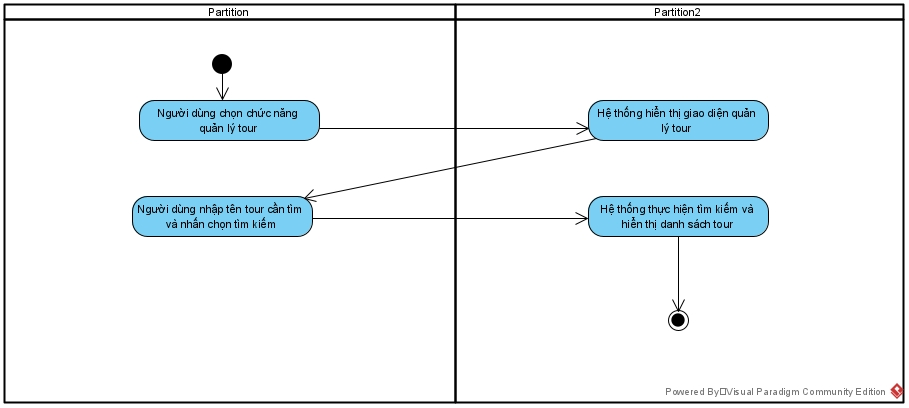 Partition
Partition2
Người dùng chọn chức năng
quản lý tour
Hệ thống hiển thị giao diện quản
lý tour
Người dùng nhập tên tour cần tìm
và nhấn chọn tìm kiếm
Hệ thống thực hiện tìm kiếm và
hiển thị danh sách tour
Powered By Visual Paradigm Community Edition